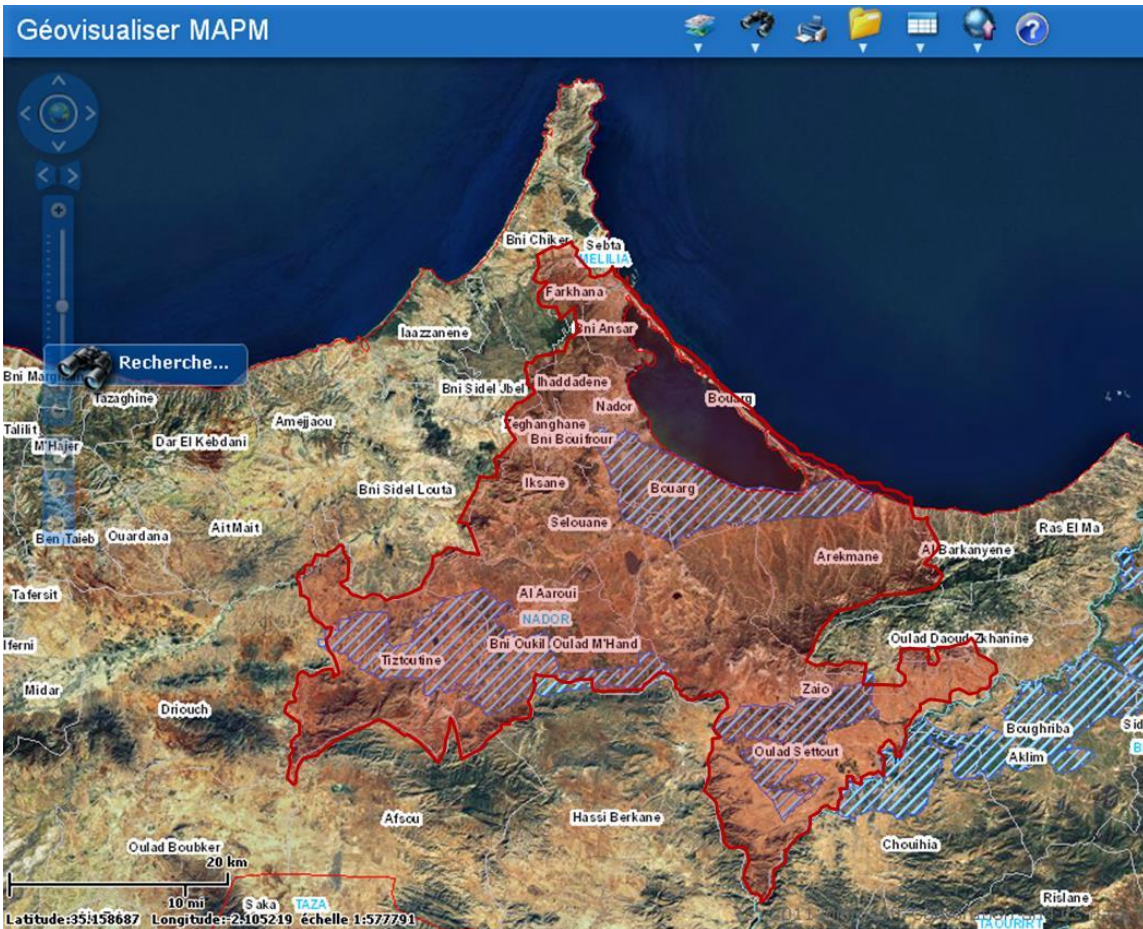 Géovisualiser MAPM
Bni Chiker
Sebta
MELILIA
Farkhana
Bni Ansar
Iaazzanene
Recherche...
Bni Sidel Jbel
Ihaddadene
Tazaghine
Nador
Bouarg
Talilit
M'Hajer
Dar El Kebdani
Amejjaou
Zeghanghane
Bni Bouifrour
Bni Sidel Louta
Iksane
Bouarg
Selouane
Ben Taieb
Ouardana
Ait Mait
Ras El Ma
Arekmane
Al Barkanyene
Tafersit
Al Aaroui
NADOR
Iferni
Bni Oukil Oulad M'Hand
Oulad Daoud Zkhanine
Tiztoutine
Midar
Driouch
Zaio
Boughriba
Sid
Oulad Settout
Aklim
Afsou
Hassi Berkane
Chouihia
Oulad Boubker
20 km
10 mi
Saka
TAZA
Rislane
Latitude:35.158687 Longitude:-2.105219 échelle 1:577791
TAOURIRT